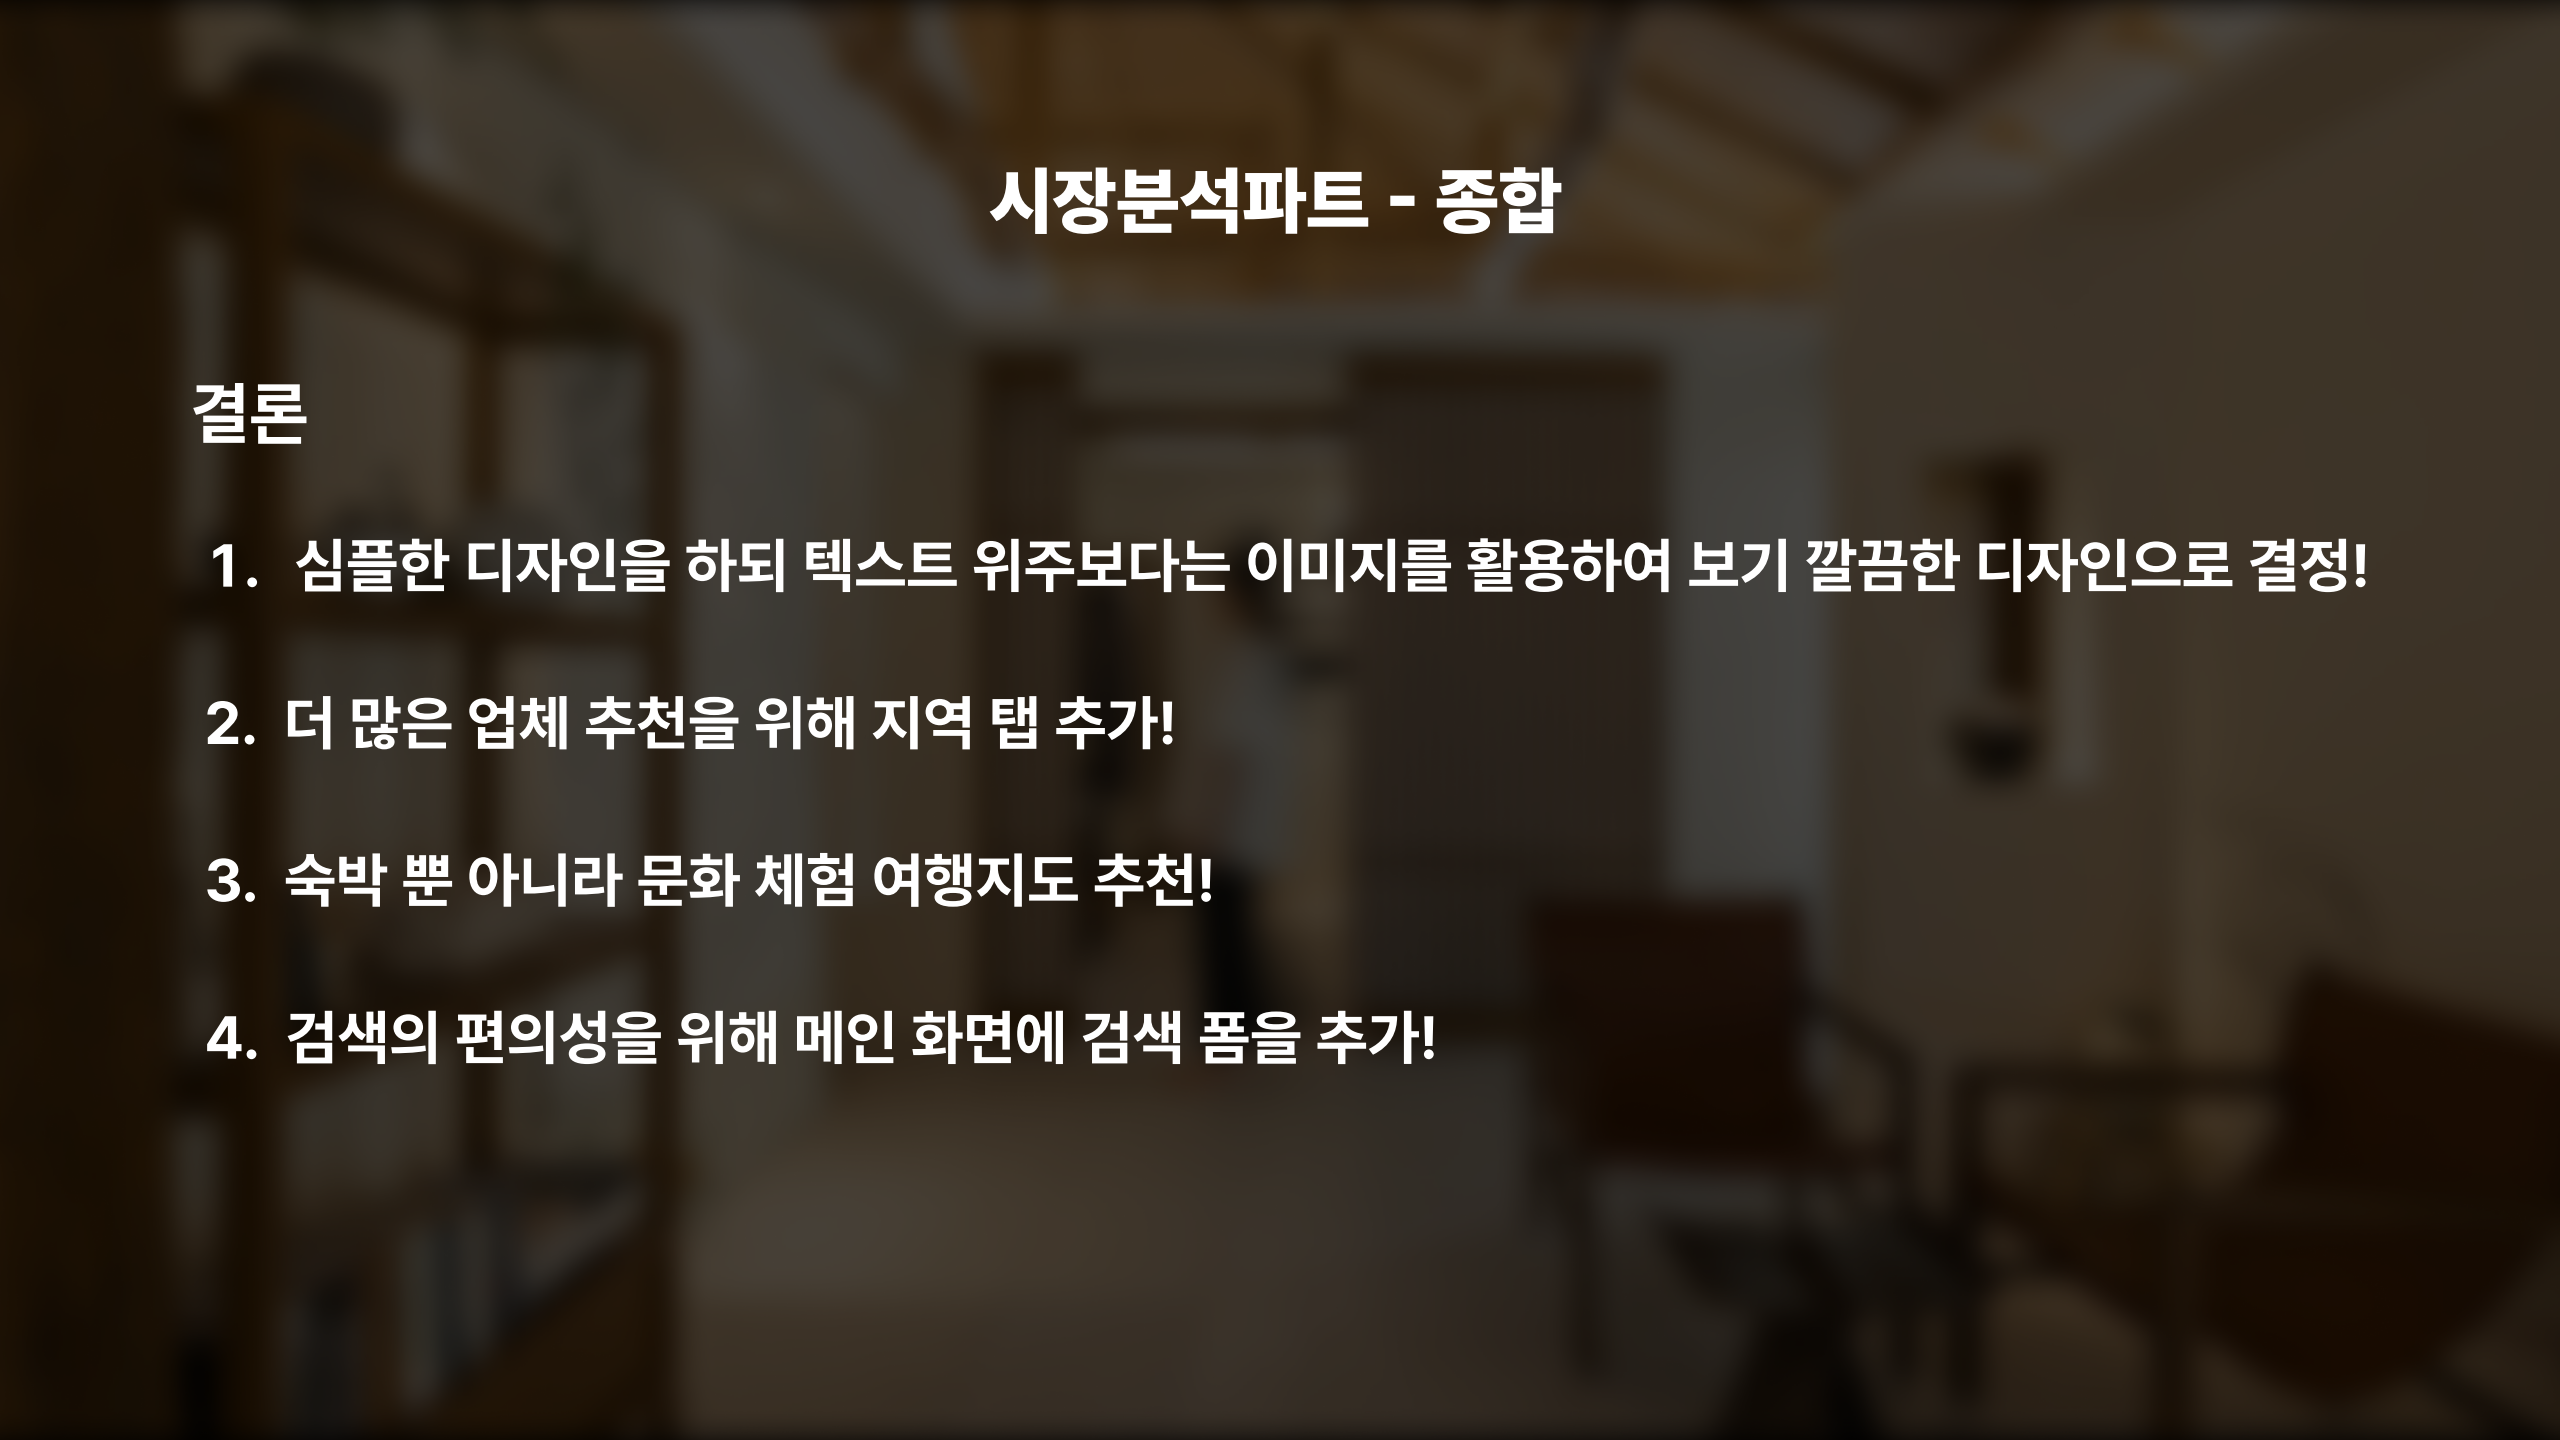 시장분석파트 - 종합
결론
1. 심플한 디자인을 하되 텍스트 위주보다는 이미지를 활용하여 보기 깔끔한 디자인으로 결정!
2. 더 많은 업체 추천을 위해 지역 탭 추가!
3. 숙박 뿐 아니라 문화 체험 여행지도 추천!
4. 검색의 편의성을 위해 메인 화면에 검색 폼을 추가!